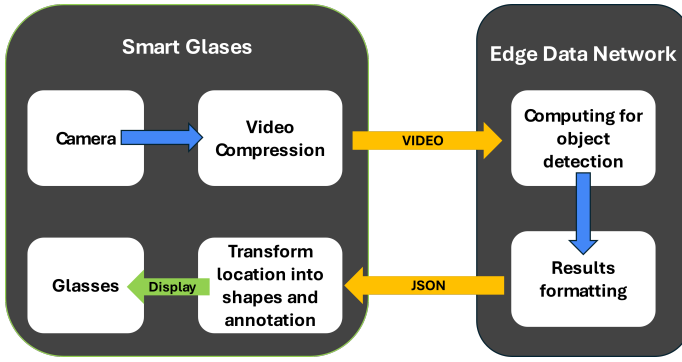 Smart Glases
Edge Data Network
Camera
Video
Compression
VIDEO
Computing for
object
detection
Glasses
Display
Transform
location into
shapes and
annotation
JSON
Results
formatting